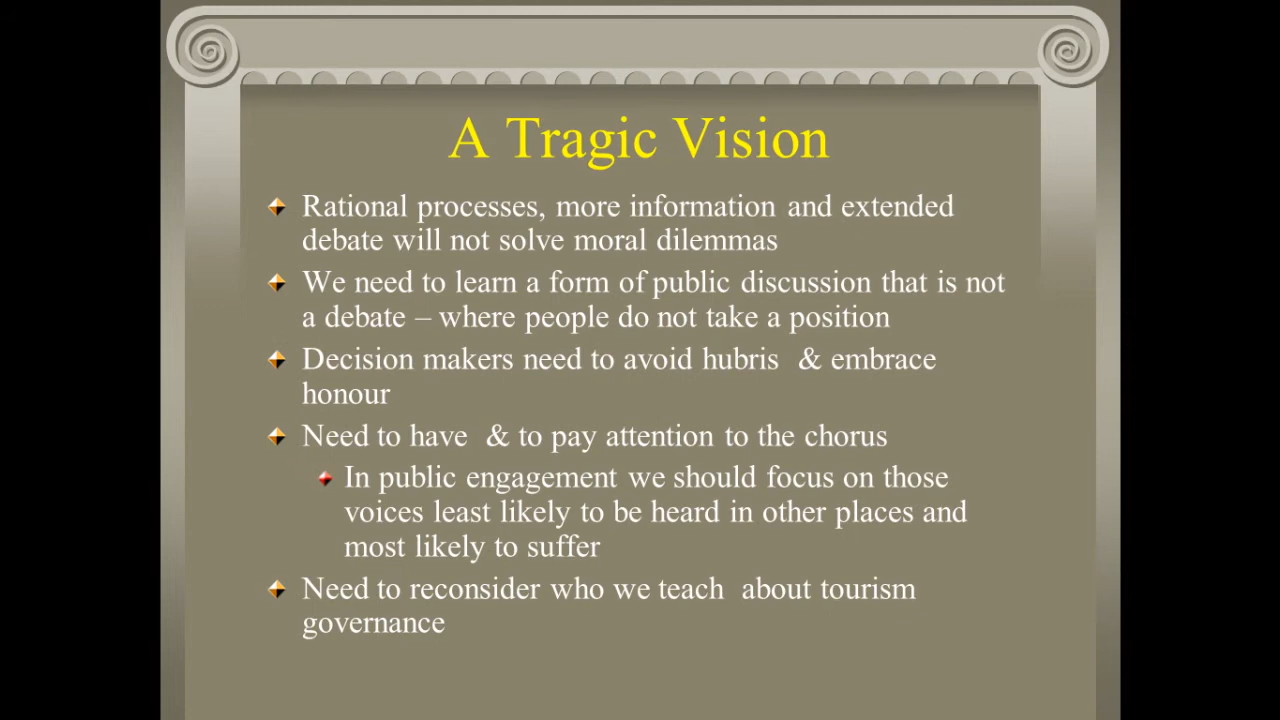 A Tragic Vision
Rational processes, more information and extended
debate will not solve moral dilemmas
We need to learn a form of public discussion that is not
a debate – where people do not take a position
Decision makers need to avoid hubris  & embrace
honour
Need to have  & to pay attention to the chorus
In public engagement we should focus on those
voices least likely to be heard in other places and
most likely to suffer
Need to reconsider who we teach  about tourism
governance